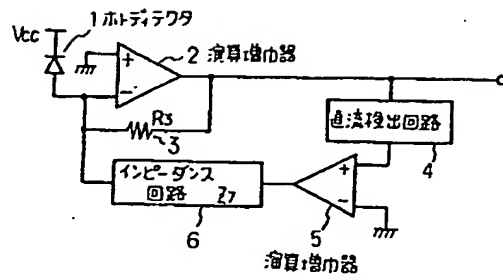 1 ホトディテクタ
Vcc
2 演算増巾器
+
−
R3
3
直流検出回路
4
インピーダンス
回路 Z7
6
+
−
5
演算増巾器